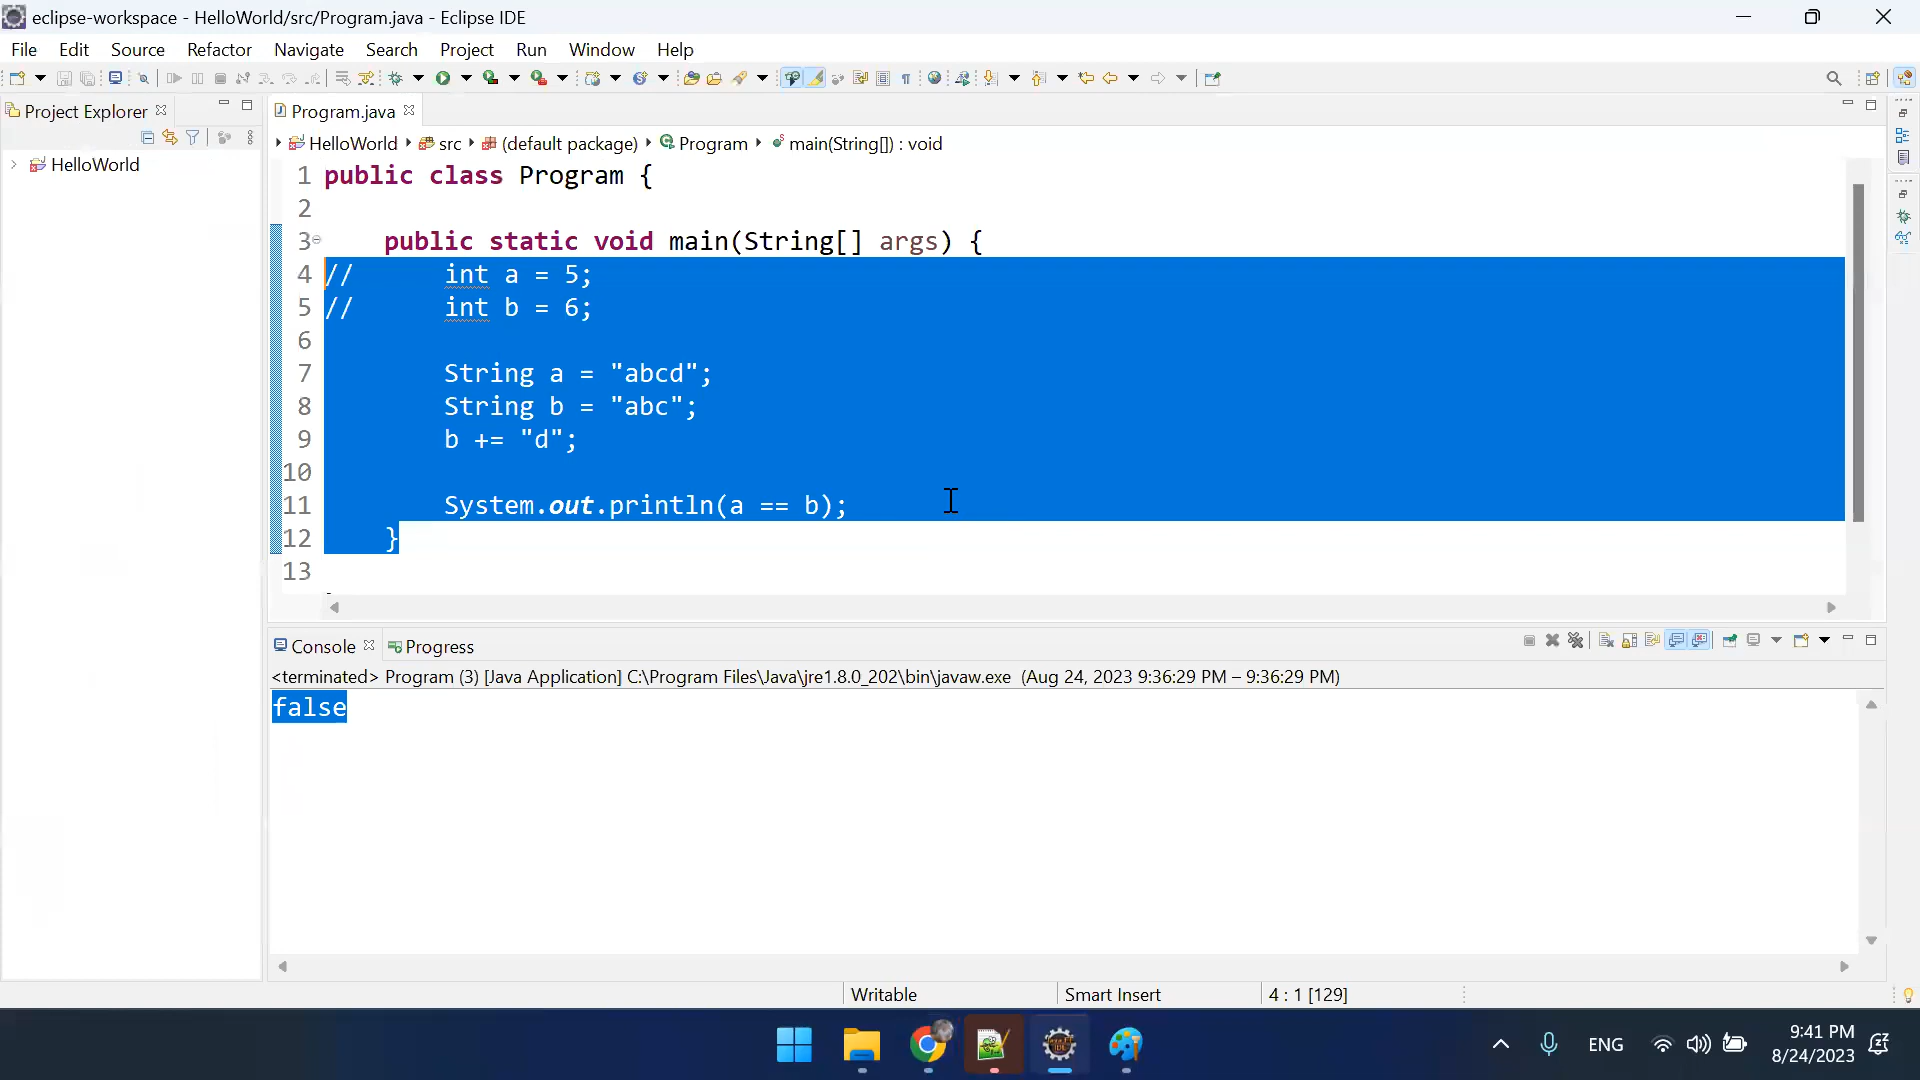 eclipse-workspace - HelloWorld/src/Program.java - Eclipse IDE
File Edit Source Refactor Navigate Search Project Run Window Help
Project Explorer
HelloWorld
Program.java
HelloWorld src (default package) Program main(String[]) : void
1 public class Program {
2
3 public static void main(String[] args) {
4 // int a = 5;
5 // int b = 6;
6
7 String a = "abcd";
8 String b = "abc";
9 b += "d";
10
11 System.out.println(a == b);
12 }
13
Console Progress
<terminated> Program (3) [Java Application] C:\Program Files\Java\jre1.8.0_202\bin\javaw.exe (Aug 24, 2023 9:36:29 PM – 9:36:29 PM)
false
Writable Smart Insert 4 : 1 [129]
ENG
9:41 PM
8/24/2023